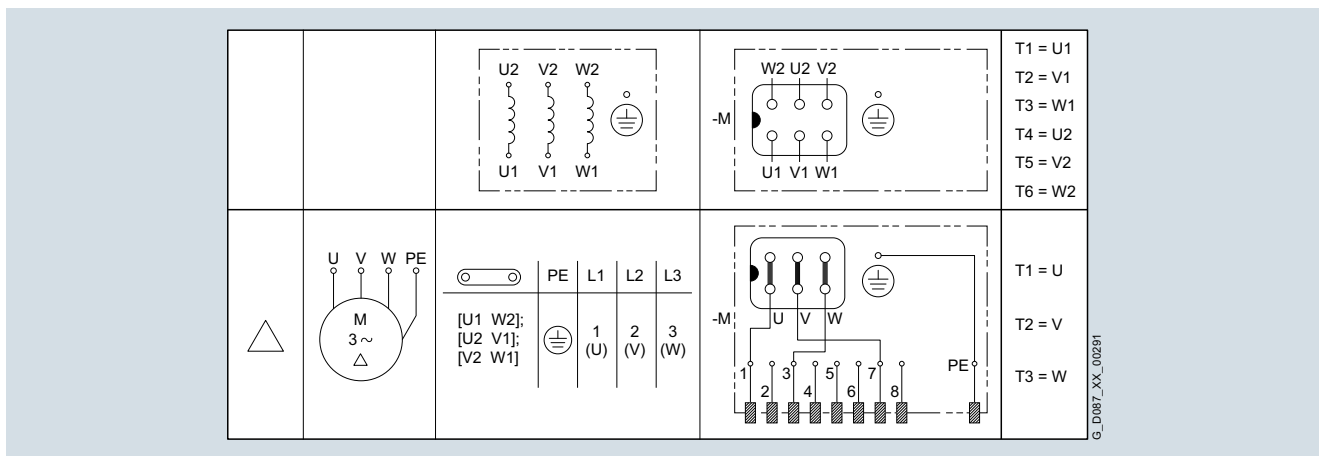 U2 V2 W2
U1 V1 W1
W2 U2 V2
-M
U1 V1 W1
T1 = U1
T2 = V1
T3 = W1
T4 = U2
T5 = V2
T6 = W2
U V W PE
M
3 ~
PE L1 L2 L3
[U1 W2];
[U2 V1];
[V2 W1]
1
(U)
2
(V)
3
(W)
-M
U V W
1 2 3 4 5 6 7 8
PE
T1 = U
T2 = V
T3 = W
G_D087_XX_00291